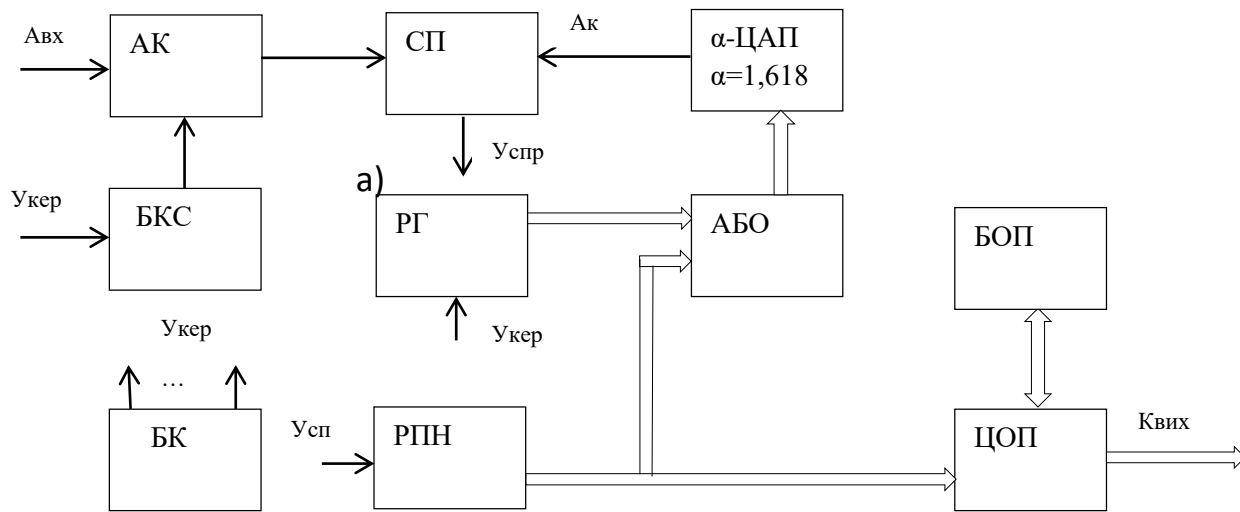 Авх
АК
СП
Ак
α-ЦАП
α=1,618
Успр
а)
Укер
БКС
РГ
АБО
БОП
Укер
Укер
…
БК
Усп
РПН
ЦОП
Квих